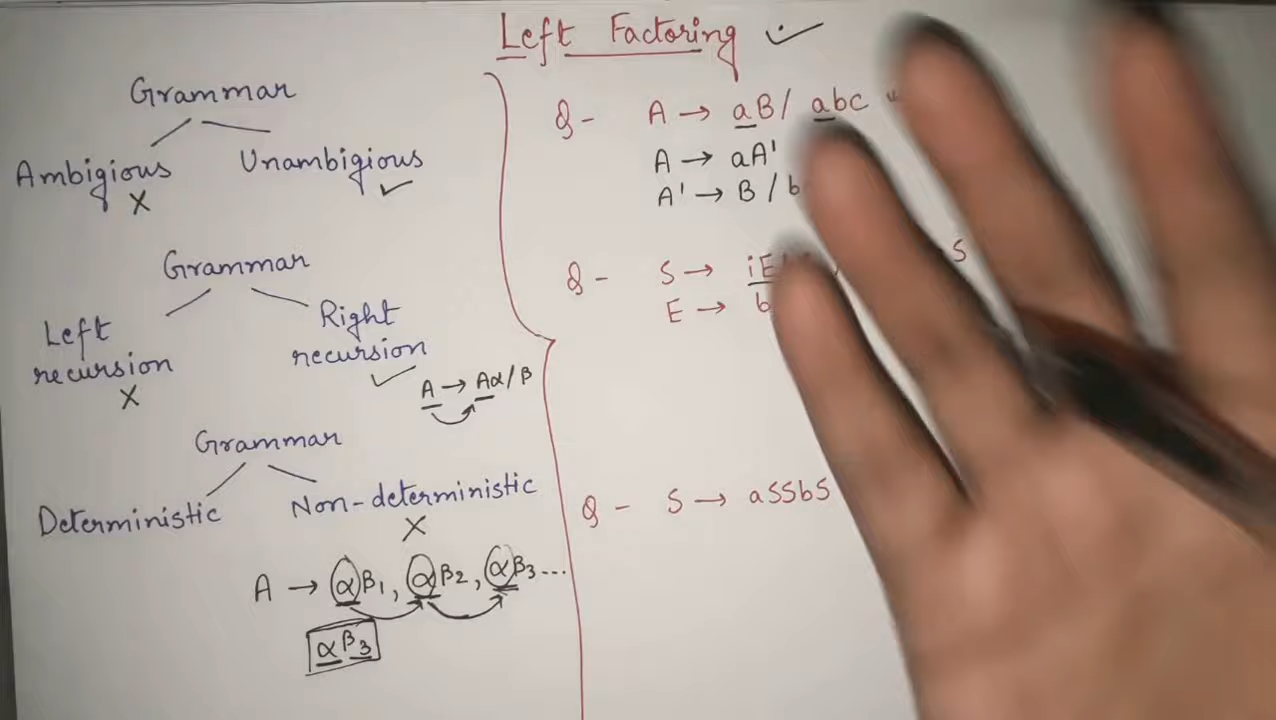 Left Factoring
Grammar
Ambigious Unambigious
Grammar
Left recursion
Right recursion
A → Aα/β
Grammar
Deterministic Non-deterministic
A → αβ1, αβ2, αβ3...
αβ3
Q- A → aB/ abc
A → aA'
A' → B / b
Q- S → iE S
E → b
Q- S → aSSbS